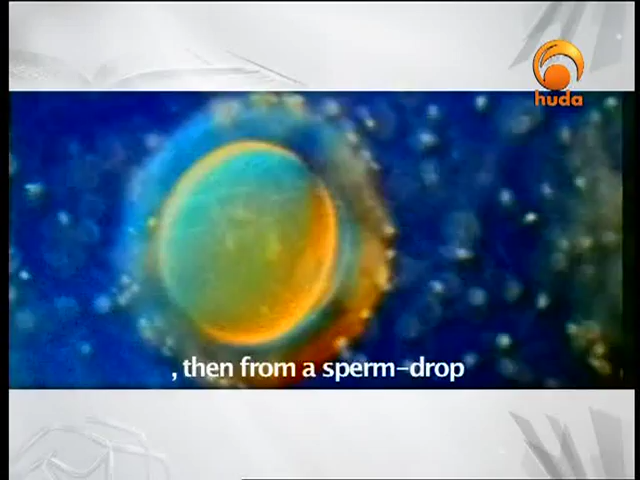 huda
, then from a sperm-drop